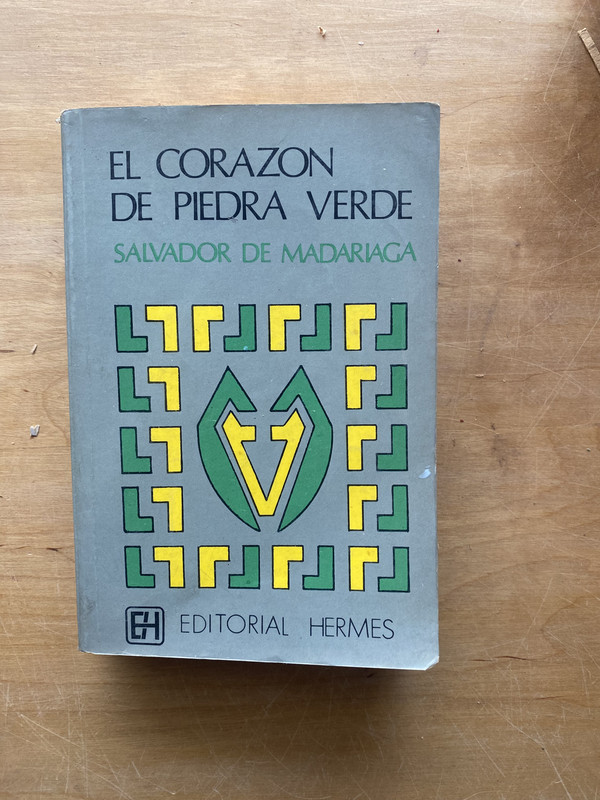 EL CORAZON
DE PIEDRA VERDE
SALVADOR DE MADARIAGA
EH EDITORIAL HERMES